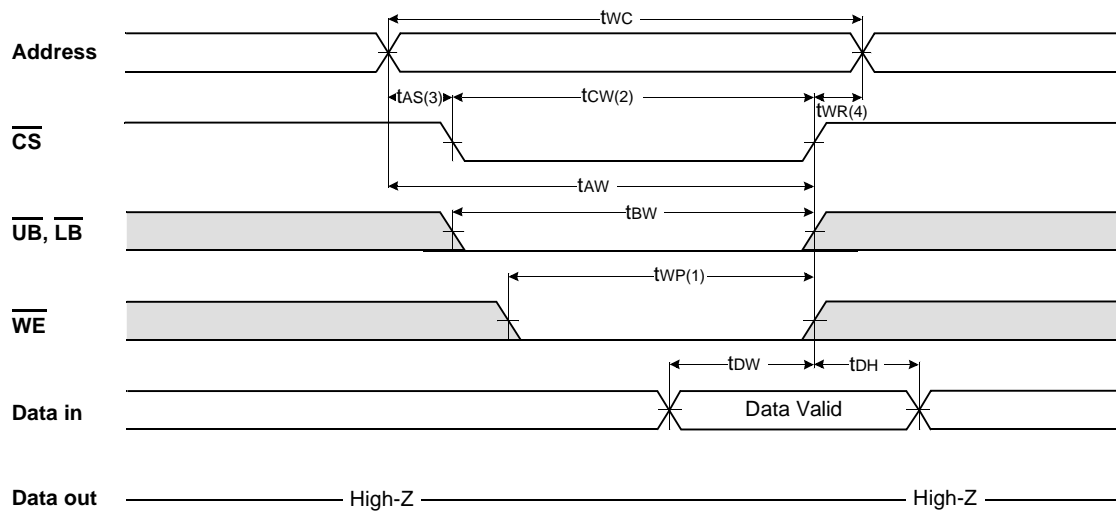 tWC
Address
tAS(3) tCW(2) tWR(4)
CS
tAW
UB, LB
tBW
tWP(1)
WE
tDW tDH
Data in Data Valid
Data out High-Z High-Z